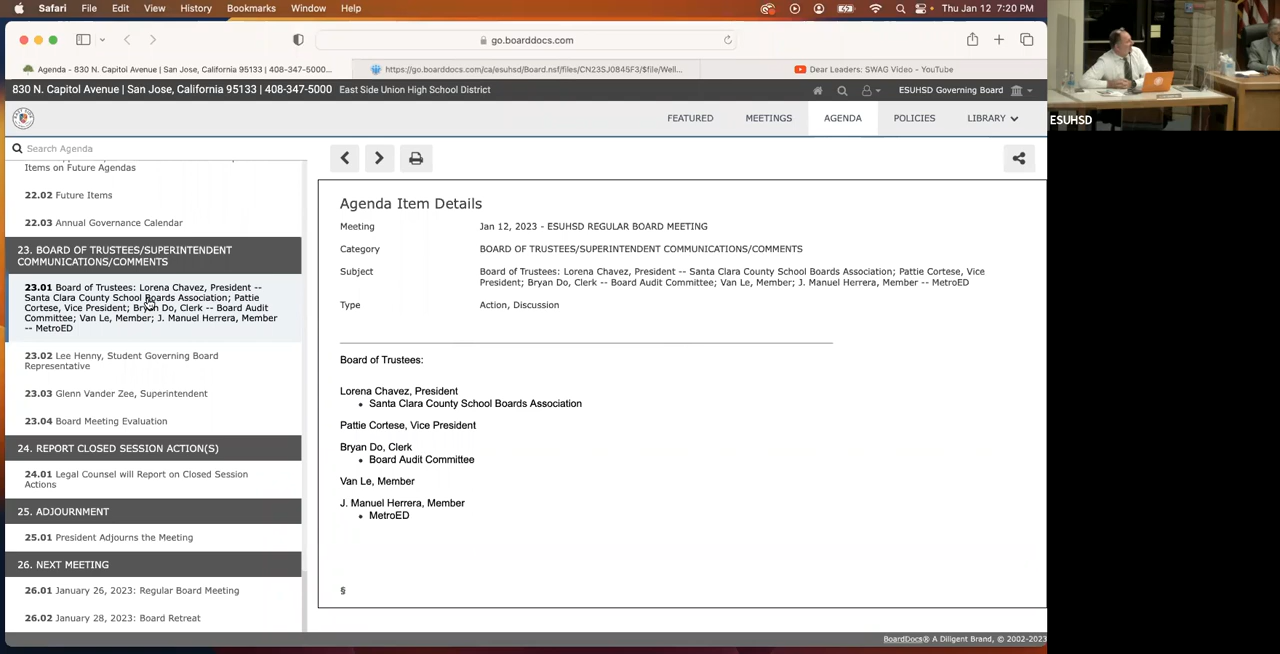 Safari File Edit View History Bookmarks Window Help Thu Jan 12 7:20 PM
go.boarddocs.com
Agenda - 830 N. Capitol Avenue | San Jose, California 95133 | 408-347-5000...
https://go.boarddocs.com/ca/esuhsd/Board.nsf/files/CN23SJ0845F3/$file/Well...
Dear Leaders: SWAG Video - YouTube
830 N. Capitol Avenue | San Jose, California 95133 | 408-347-5000 East Side Union High School District
ESUHSD Governing Board
FEATURED MEETINGS AGENDA POLICIES LIBRARY
Search Agenda
Items on Future Agendas
22.02 Future Items
22.03 Annual Governance Calendar
23. BOARD OF TRUSTEES/SUPERINTENDENT
COMMUNICATIONS/COMMENTS
23.01 Board of Trustees: Lorena Chavez, President --
Santa Clara County School Boards Association; Pattie
Cortese, Vice President; Bryan Do, Clerk -- Board Audit
Committee; Van Le, Member; J. Manuel Herrera, Member
-- MetroED
23.02 Lee Henny, Student Governing Board
Representative
23.03 Glenn Vander Zee, Superintendent
23.04 Board Meeting Evaluation
24. REPORT CLOSED SESSION ACTION(S)
24.01 Legal Counsel will Report on Closed Session
Actions
25. ADJOURNMENT
25.01 President Adjourns the Meeting
26. NEXT MEETING
26.01 January 26, 2023: Regular Board Meeting
26.02 January 28, 2023: Board Retreat
Agenda Item Details
Meeting Jan 12, 2023 - ESUHSD REGULAR BOARD MEETING
Category BOARD OF TRUSTEES/SUPERINTENDENT COMMUNICATIONS/COMMENTS
Subject Board of Trustees: Lorena Chavez, President -- Santa Clara County School Boards Association; Pattie Cortese, Vice
President; Bryan Do, Clerk -- Board Audit Committee; Van Le, Member; J. Manuel Herrera, Member -- MetroED
Type Action, Discussion
Board of Trustees:
Lorena Chavez, President
• Santa Clara County School Boards Association
Pattie Cortese, Vice President
Bryan Do, Clerk
• Board Audit Committee
Van Le, Member
J. Manuel Herrera, Member
• MetroED
§
BoardDocs® A Diligent Brand, © 2002-2023
ESUHSD